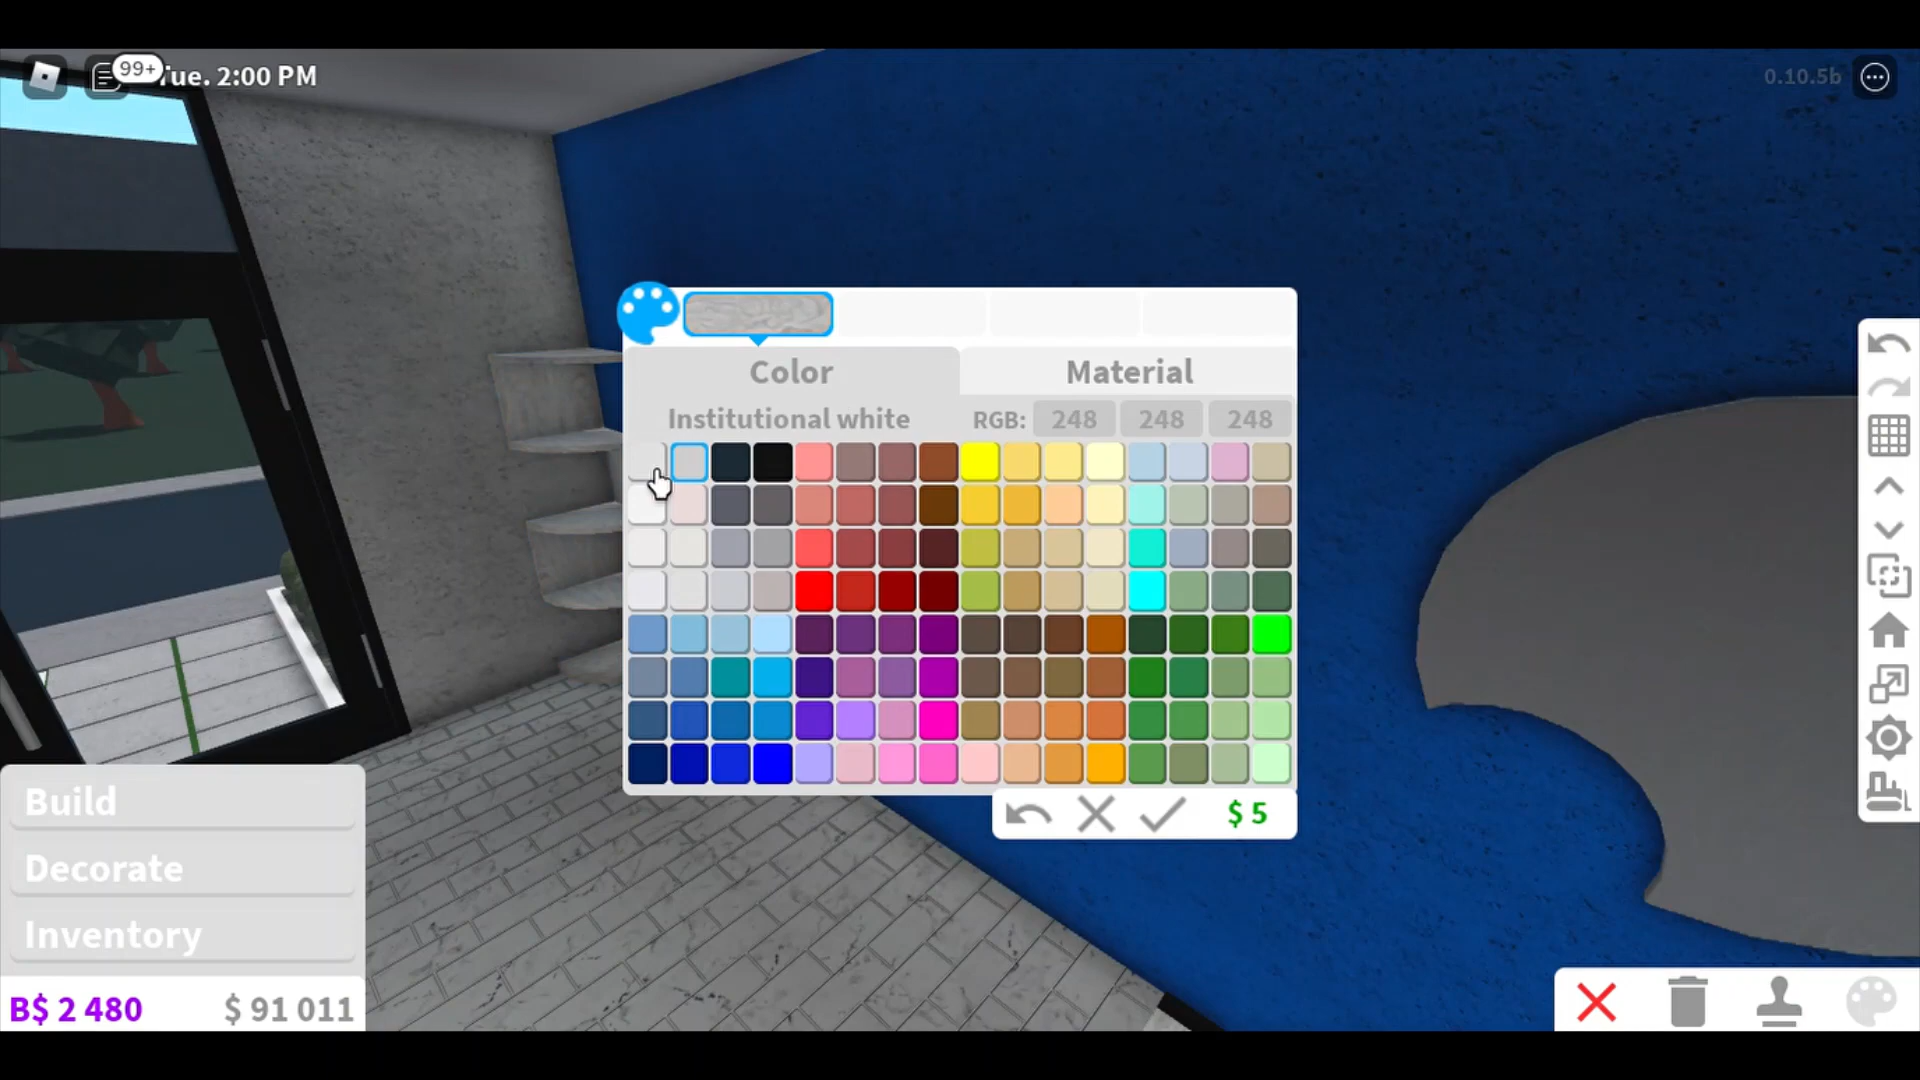 99+
Tue. 2:00 PM
0.10.5b
Color
Material
Institutional white
RGB: 248 248 248
$ 5
Build
Decorate
Inventory
B$ 2 480
$ 91 011